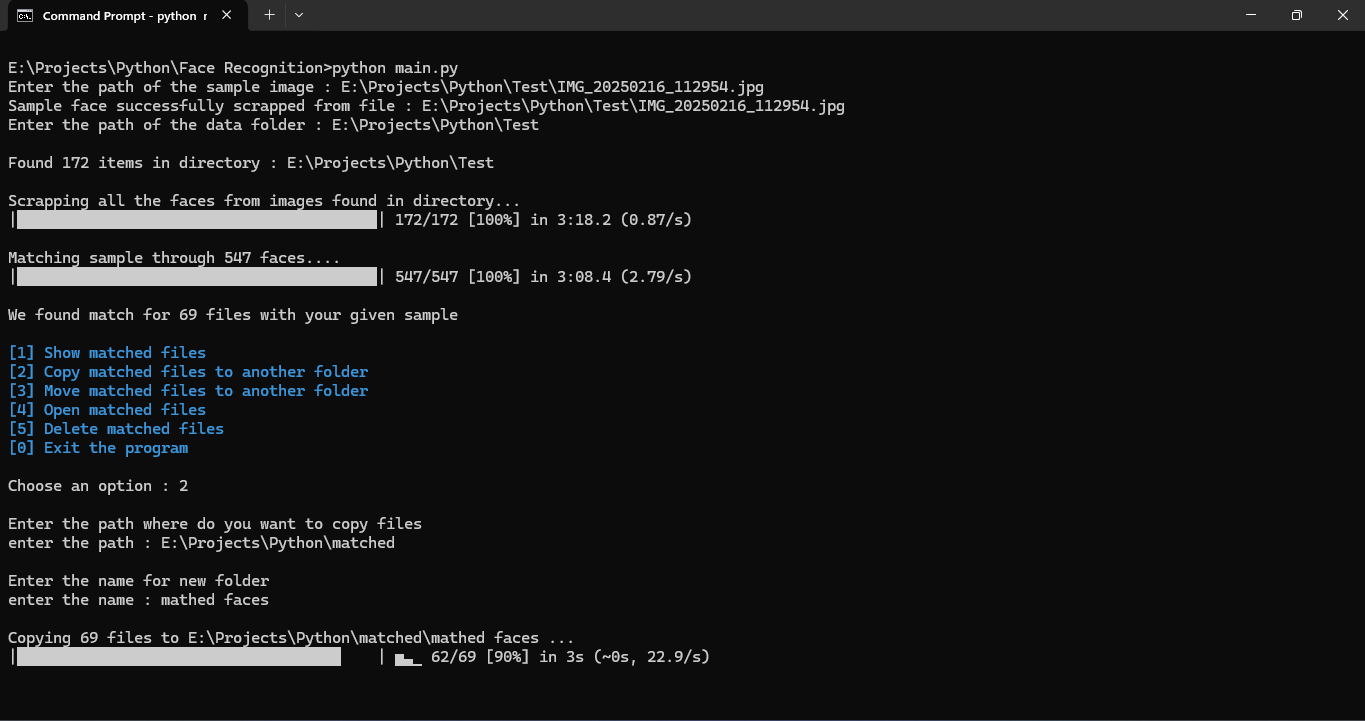 Command Prompt - python r
E:\Projects\Python\Face Recognition>python main.py
Enter the path of the sample image : E:\Projects\Python\Test\IMG_20250216_112954.jpg
Sample face successfully scrapped from file : E:\Projects\Python\Test\IMG_20250216_112954.jpg
Enter the path of the data folder : E:\Projects\Python\Test
Found 172 items in directory : E:\Projects\Python\Test
Scrapping all the faces from images found in directory...
| | 172/172 [100%] in 3:18.2 (0.87/s)
Matching sample through 547 faces....
| | 547/547 [100%] in 3:08.4 (2.79/s)
We found match for 69 files with your given sample
[1] Show matched files
[2] Copy matched files to another folder
[3] Move matched files to another folder
[4] Open matched files
[5] Delete matched files
[0] Exit the program
Choose an option : 2
Enter the path where do you want to copy files
enter the path : E:\Projects\Python\matched
Enter the name for new folder
enter the name : mathed faces
Copying 69 files to E:\Projects\Python\matched\mathed faces ...
| | 62/69 [90%] in 3s (~0s, 22.9/s)